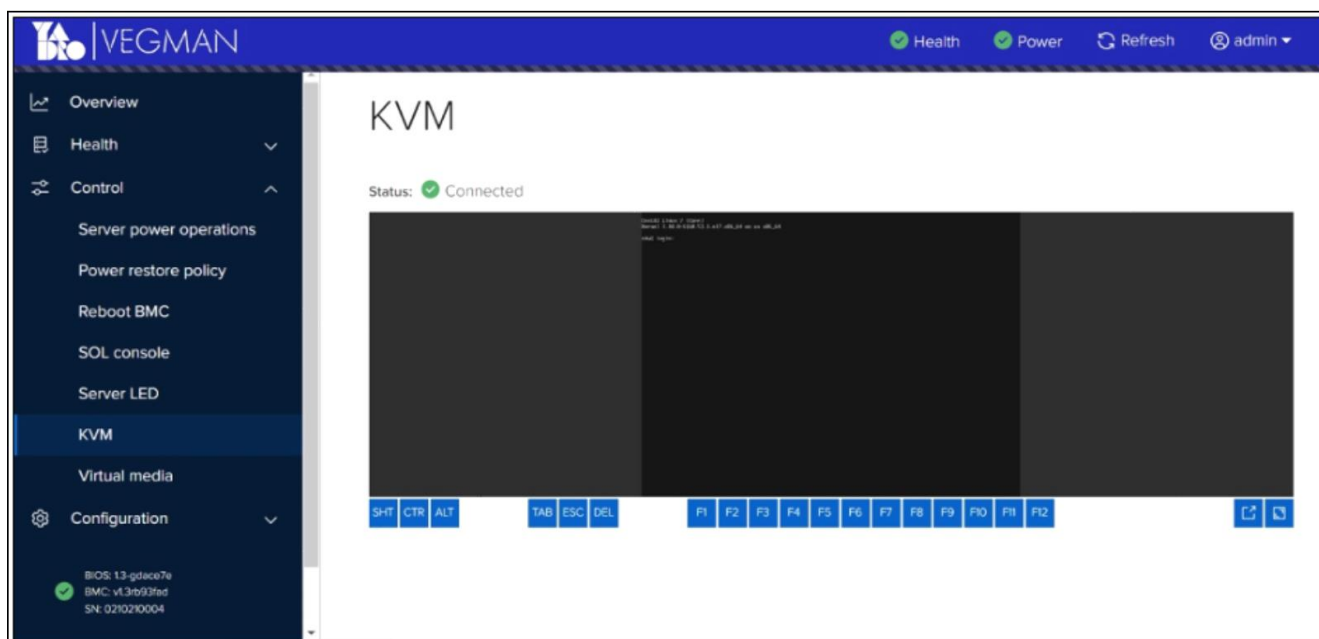 YADRO VEGMAN
Health Power Refresh admin
Overview
Health
Control
Server power operations
Power restore policy
Reboot BMC
SOL console
Server LED
KVM
Virtual media
Configuration
BIOS: 1.3-gdace7e
BMC: v1.3rb93fad
SN: 0210210004
KVM
Status: Connected
SHT CTR ALT TAB ESC DEL F1 F2 F3 F4 F5 F6 F7 F8 F9 F10 F11 F12